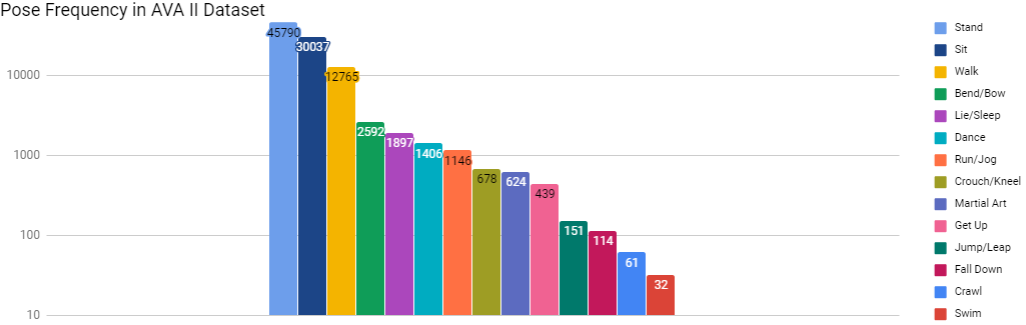 Pose Frequency in AVA II Dataset
45790
30037
12765
2592
1897
1406
1146
678
624
439
151
114
61
32
10000
1000
100
10
Stand
Sit
Walk
Bend/Bow
Lie/Sleep
Dance
Run/Jog
Crouch/Kneel
Martial Art
Get Up
Jump/Leap
Fall Down
Crawl
Swim